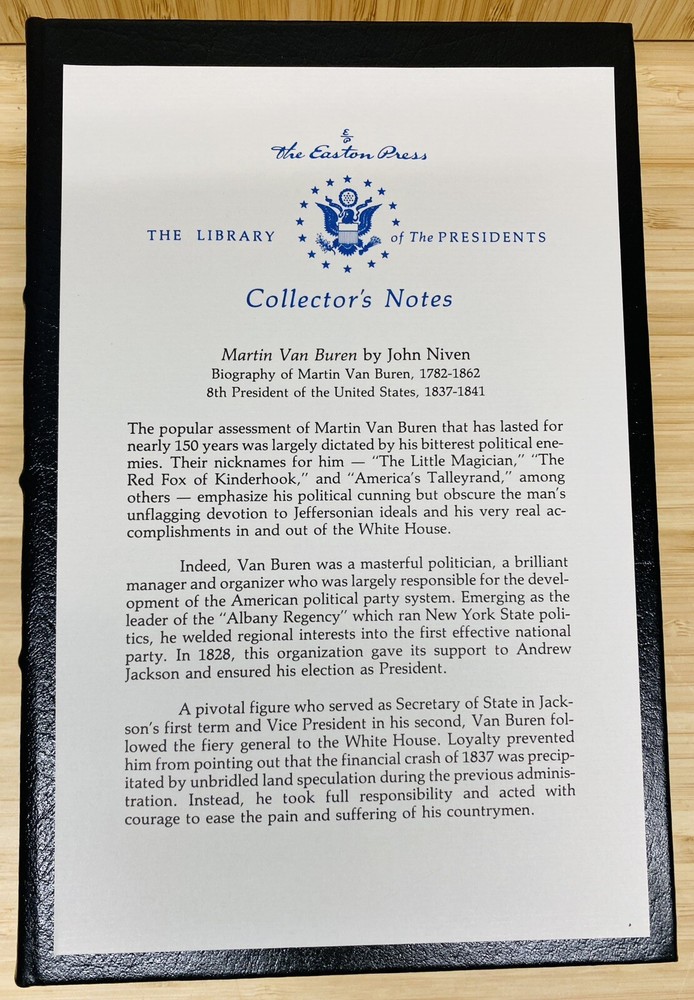 E
P
The Easton Press
THE LIBRARY of The PRESIDENTS
Collector's Notes
Martin Van Buren by John Niven
Biography of Martin Van Buren, 1782-1862
8th President of the United States, 1837-1841
The popular assessment of Martin Van Buren that has lasted for
nearly 150 years was largely dictated by his bitterest political ene-
mies. Their nicknames for him — “The Little Magician,” “The
Red Fox of Kinderhook,” and “America's Talleyrand,” among
others — emphasize his political cunning but obscure the man's
unflagging devotion to Jeffersonian ideals and his very real ac-
complishments in and out of the White House.
Indeed, Van Buren was a masterful politician, a brilliant
manager and organizer who was largely responsible for the devel-
opment of the American political party system. Emerging as the
leader of the “Albany Regency” which ran New York State poli-
tics, he welded regional interests into the first effective national
party. In 1828, this organization gave its support to Andrew
Jackson and ensured his election as President.
A pivotal figure who served as Secretary of State in Jack-
son's first term and Vice President in his second, Van Buren fol-
lowed the fiery general to the White House. Loyalty prevented
him from pointing out that the financial crash of 1837 was precip-
itated by unbridled land speculation during the previous adminis-
tration. Instead, he took full responsibility and acted with
courage to ease the pain and suffering of his countrymen.